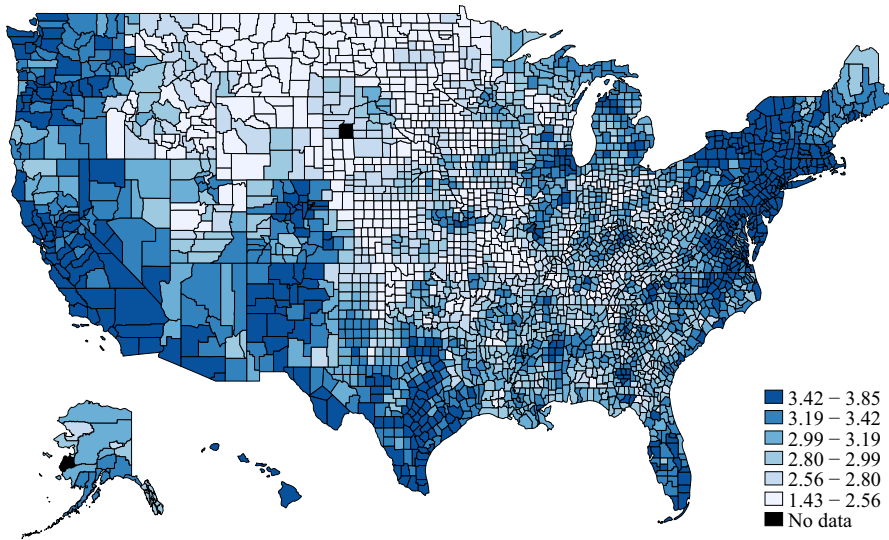 3.42 – 3.85
3.19 – 3.42
2.99 – 3.19
2.80 – 2.99
2.56 – 2.80
1.43 – 2.56
No data